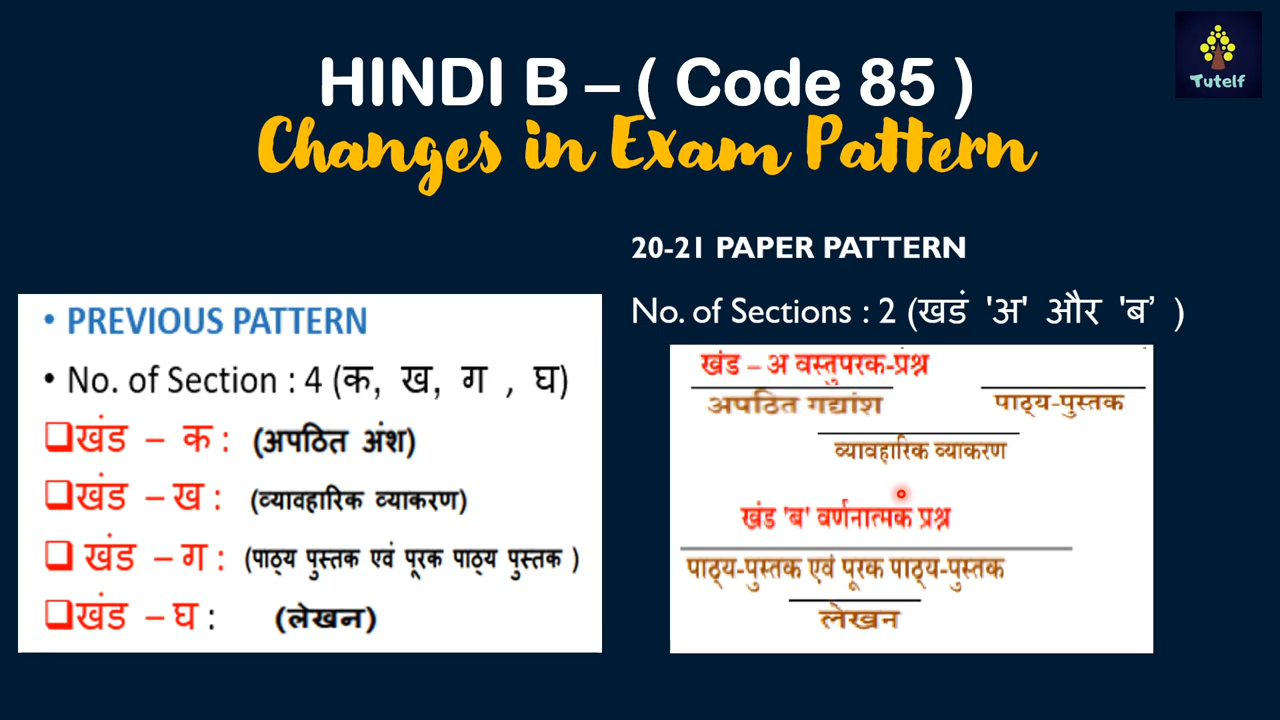 Tutelf
HINDI B – ( Code 85 )
Changes in Exam Pattern
• PREVIOUS PATTERN
• No. of Section : 4 (क, ख, ग , घ)
❑खंड – क : (अपठित अंश)
❑खंड – ख : (व्यावहारिक व्याकरण)
❑ खंड – ग : (पाठ्य पुस्तक एवं पूरक पाठ्य पुस्तक )
❑खंड – घ : (लेखन)
20-21 PAPER PATTERN
No. of Sections : 2 (खडं 'अ' और 'ब’ )
खंड – अ वस्तुपरक-प्रश्न
अपठित गद्यांश पाठ्य-पुस्तक
व्यावहारिक व्याकरण
खंड 'ब' वर्णनात्मक प्रश्न
पाठ्य-पुस्तक एवं पूरक पाठ्य-पुस्तक
लेखन